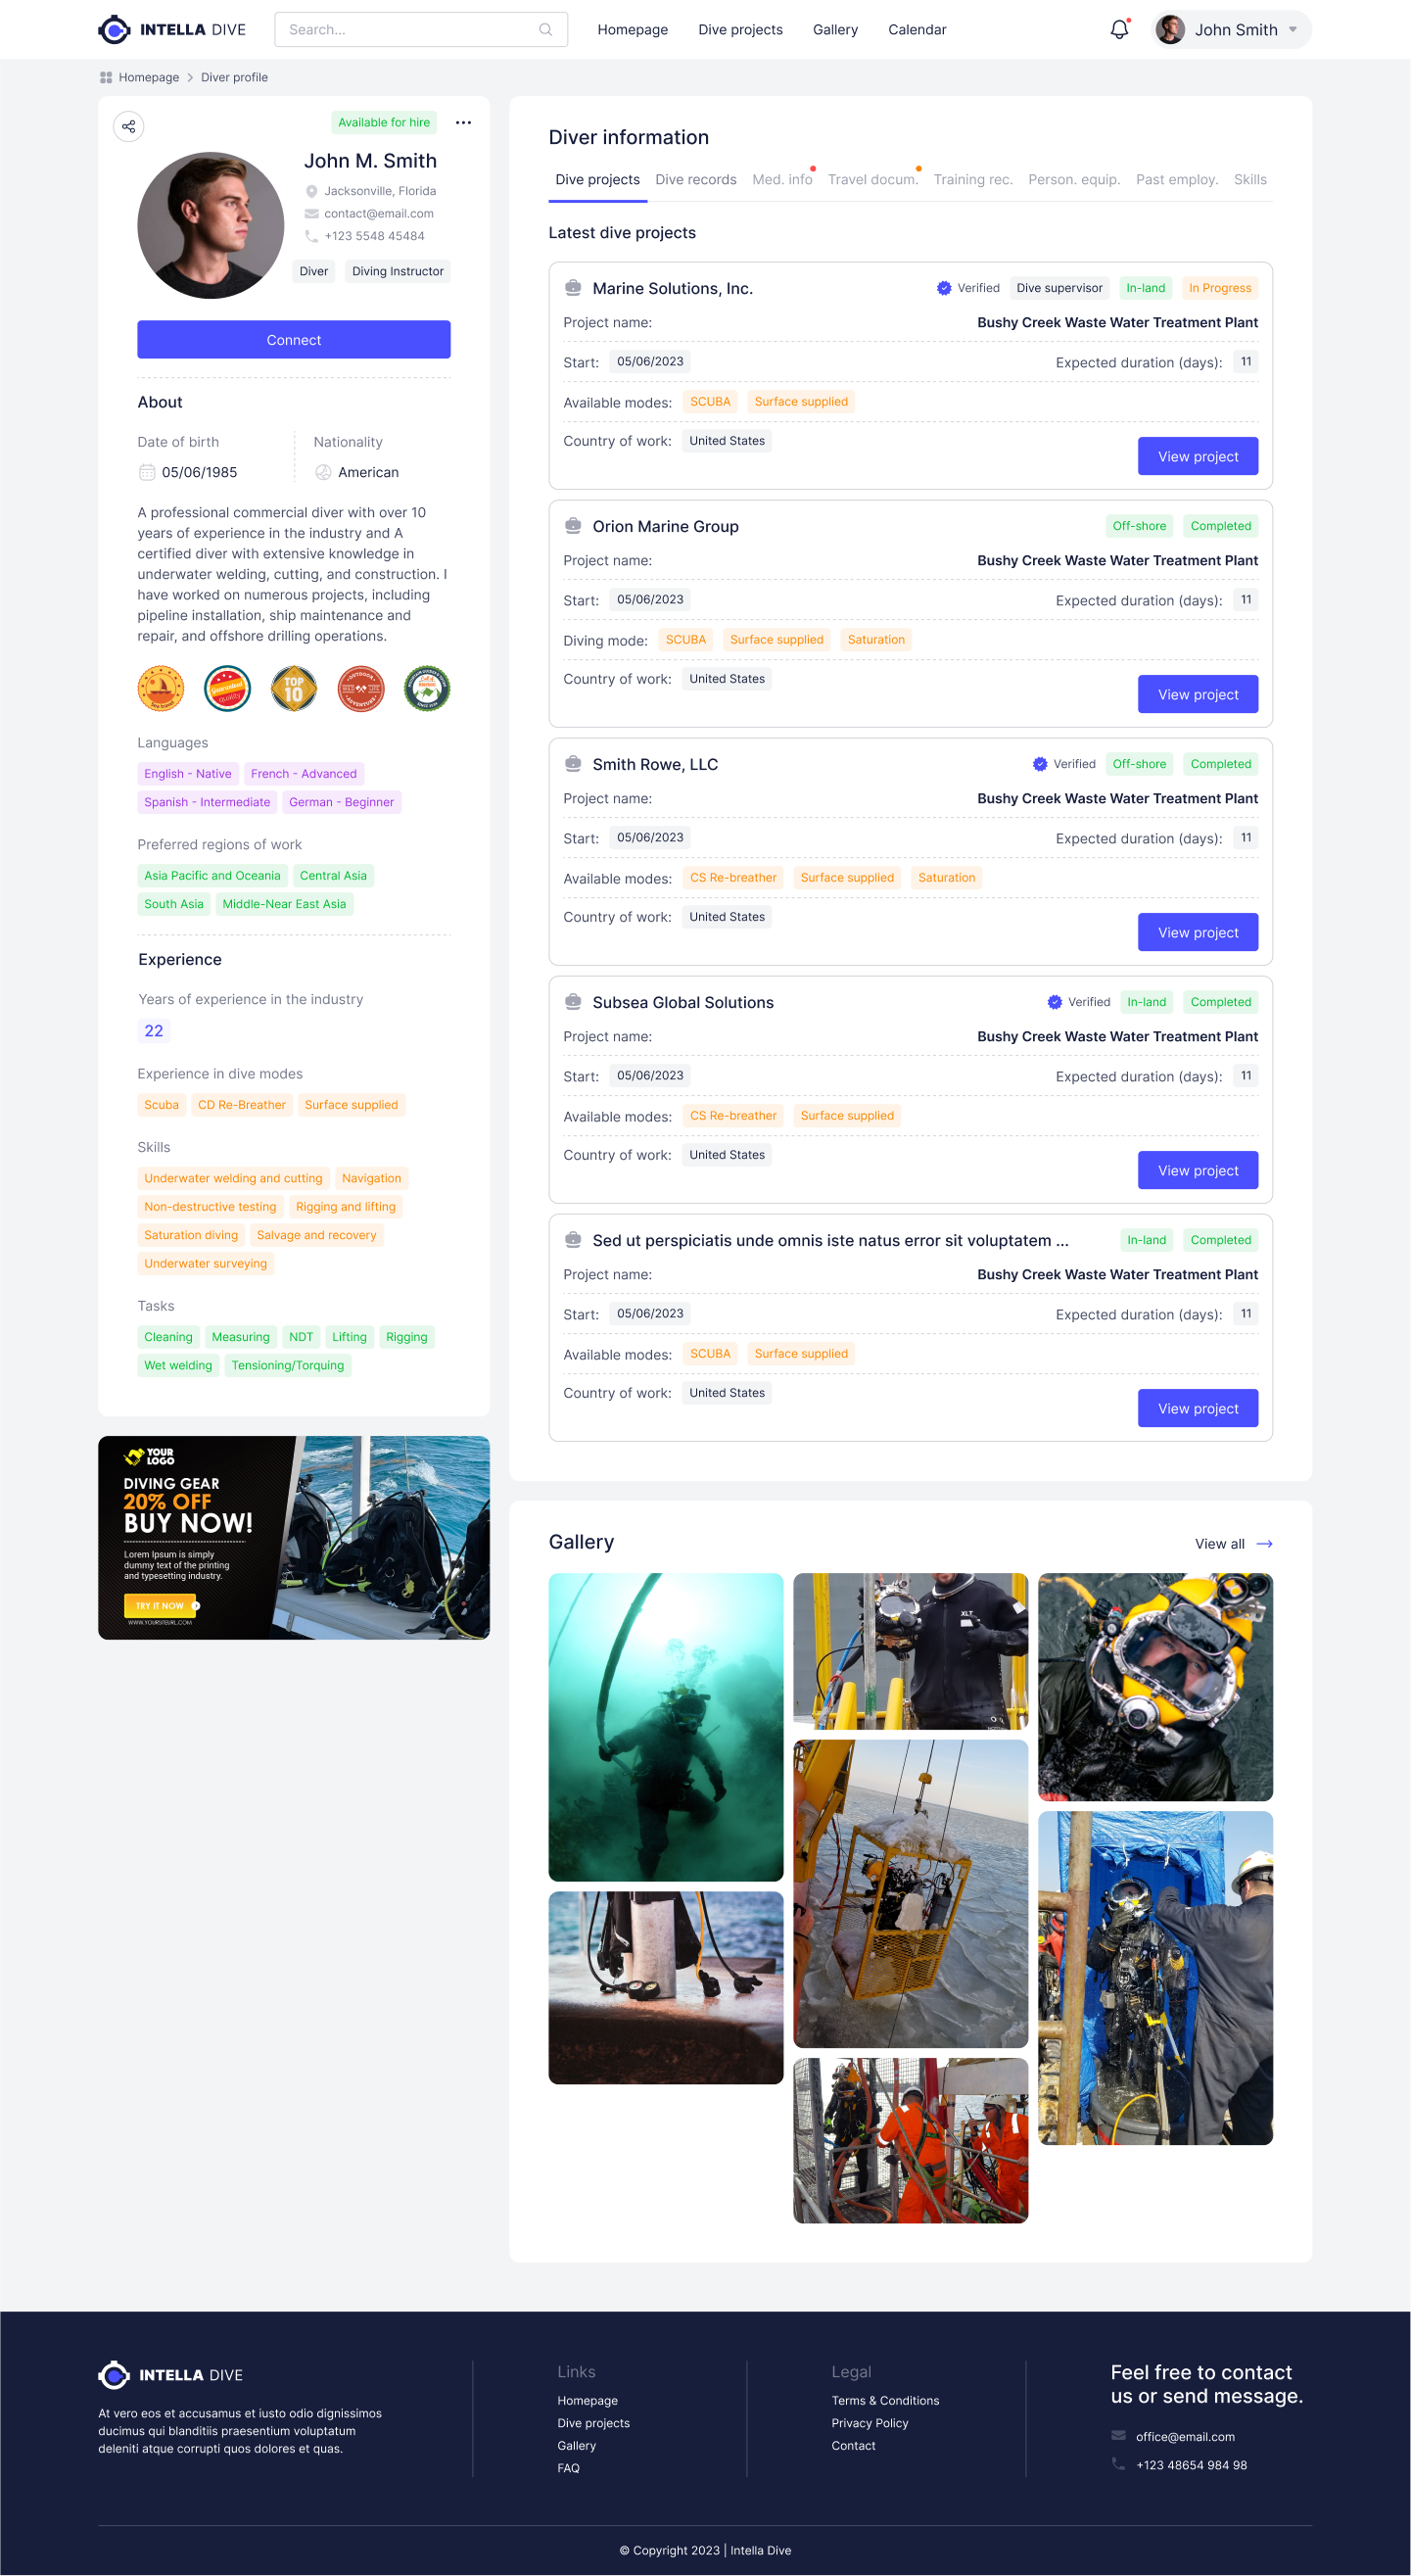 INTELLA DIVE
Search...
Homepage
Dive projects
Gallery
Calendar
John Smith
Homepage
Diver profile
Available for hire
John M. Smith
Jacksonville, Florida
contact@email.com
+123 5548 45484
Diver
Diving Instructor
Connect
About
Date of birth
05/06/1985
Nationality
American
A professional commercial diver with over 10
years of experience in the industry and A
certified diver with extensive knowledge in
underwater welding, cutting, and construction. I
have worked on numerous projects, including
pipeline installation, ship maintenance and
repair, and offshore drilling operations.
Guaranteed
quality
TOP
10
OUTDOOR
ADVENTURE
Languages
English - Native
French - Advanced
Spanish - Intermediate
German - Beginner
Preferred regions of work
Asia Pacific and Oceania
Central Asia
South Asia
Middle-Near East Asia
Experience
Years of experience in the industry
22
Experience in dive modes
Scuba
CD Re-Breather
Surface supplied
Skills
Underwater welding and cutting
Navigation
Non-destructive testing
Rigging and lifting
Saturation diving
Salvage and recovery
Underwater surveying
Tasks
Cleaning
Measuring
NDT
Lifting
Rigging
Wet welding
Tensioning/Torquing
YOUR
LOGO
DIVING GEAR
20% OFF
BUY NOW!
Lorem Ipsum is simply
dummy text of the printing
and typesetting industry.
TRY IT NOW
WWW.YOURSITEURL.COM
Diver information
Dive projects
Dive records
Med. info
Travel docum.
Training rec.
Person. equip.
Past employ.
Skills
Latest dive projects
Marine Solutions, Inc.
Verified
Dive supervisor
In-land
In Progress
Project name:
Bushy Creek Waste Water Treatment Plant
Start: 05/06/2023
Expected duration (days): 11
Available modes: SCUBA Surface supplied
Country of work: United States
View project
Orion Marine Group
Off-shore
Completed
Project name:
Bushy Creek Waste Water Treatment Plant
Start: 05/06/2023
Expected duration (days): 11
Diving mode: SCUBA Surface supplied Saturation
Country of work: United States
View project
Smith Rowe, LLC
Verified
Off-shore
Completed
Project name:
Bushy Creek Waste Water Treatment Plant
Start: 05/06/2023
Expected duration (days): 11
Available modes: CS Re-breather Surface supplied Saturation
Country of work: United States
View project
Subsea Global Solutions
Verified
In-land
Completed
Project name:
Bushy Creek Waste Water Treatment Plant
Start: 05/06/2023
Expected duration (days): 11
Available modes: CS Re-breather Surface supplied
Country of work: United States
View project
Sed ut perspiciatis unde omnis iste natus error sit voluptatem ...
In-land
Completed
Project name:
Bushy Creek Waste Water Treatment Plant
Start: 05/06/2023
Expected duration (days): 11
Available modes: SCUBA Surface supplied
Country of work: United States
View project
Gallery
View all
XLT
INTELLA DIVE
At vero eos et accusamus et iusto odio dignissimos
ducimus qui blanditiis praesentium voluptatum
deleniti atque corrupti quos dolores et quas.
Links
Homepage
Dive projects
Gallery
FAQ
Legal
Terms & Conditions
Privacy Policy
Contact
Feel free to contact
us or send message.
office@email.com
+123 48654 984 98
© Copyright 2023 | Intella Dive